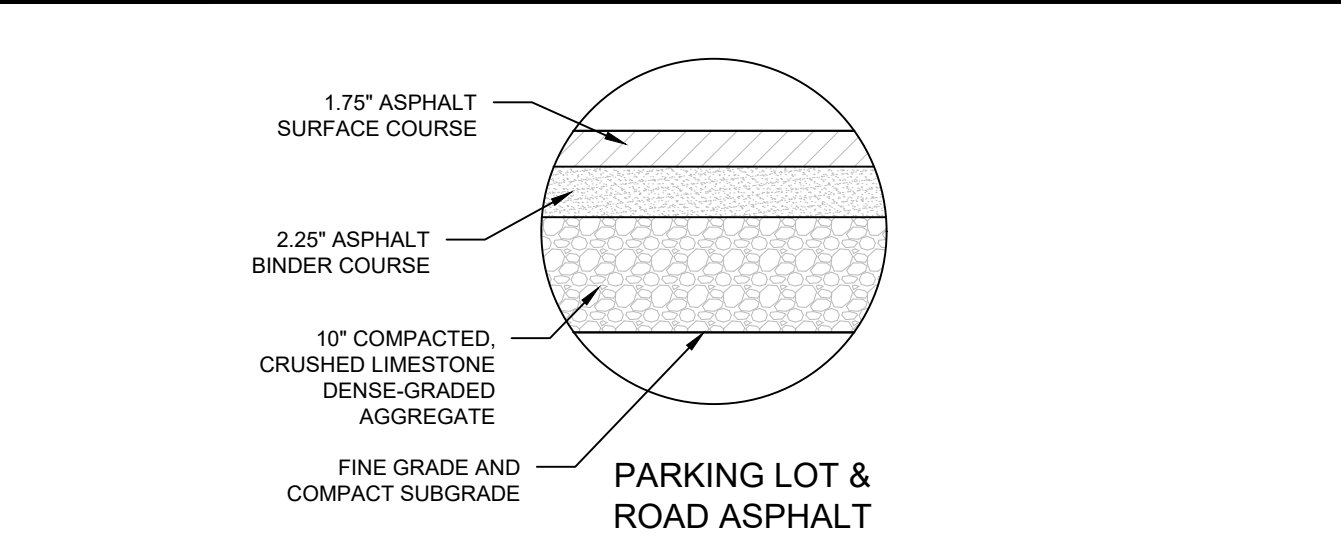 1.75" ASPHALT
SURFACE COURSE
2.25" ASPHALT
BINDER COURSE
10" COMPACTED,
CRUSHED LIMESTONE
DENSE-GRADED
AGGREGATE
FINE GRADE AND
COMPACT SUBGRADE
PARKING LOT &
ROAD ASPHALT